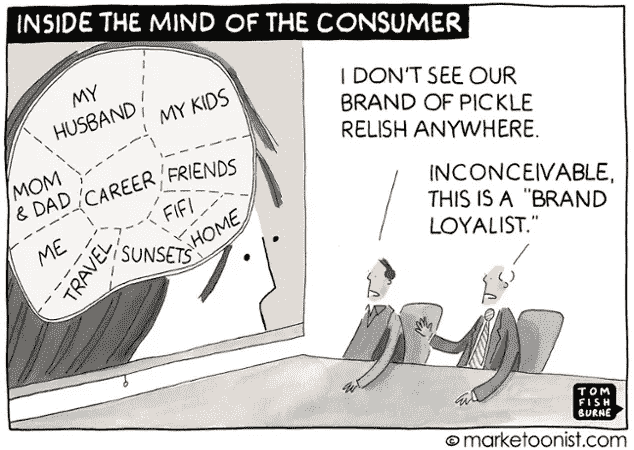 INSIDE THE MIND OF THE CONSUMER
MY
HUSBAND
MY KIDS
MOM
& DAD
CAREER
FRIENDS
FIFI
HOME
ME
TRAVEL
SUNSETS
I DON'T SEE OUR
BRAND OF PICKLE
RELISH ANYWHERE.
INCONCEIVABLE,
THIS IS A "BRAND
LOYALIST."
TOM
FISH
BURNE
© marketoonist.com